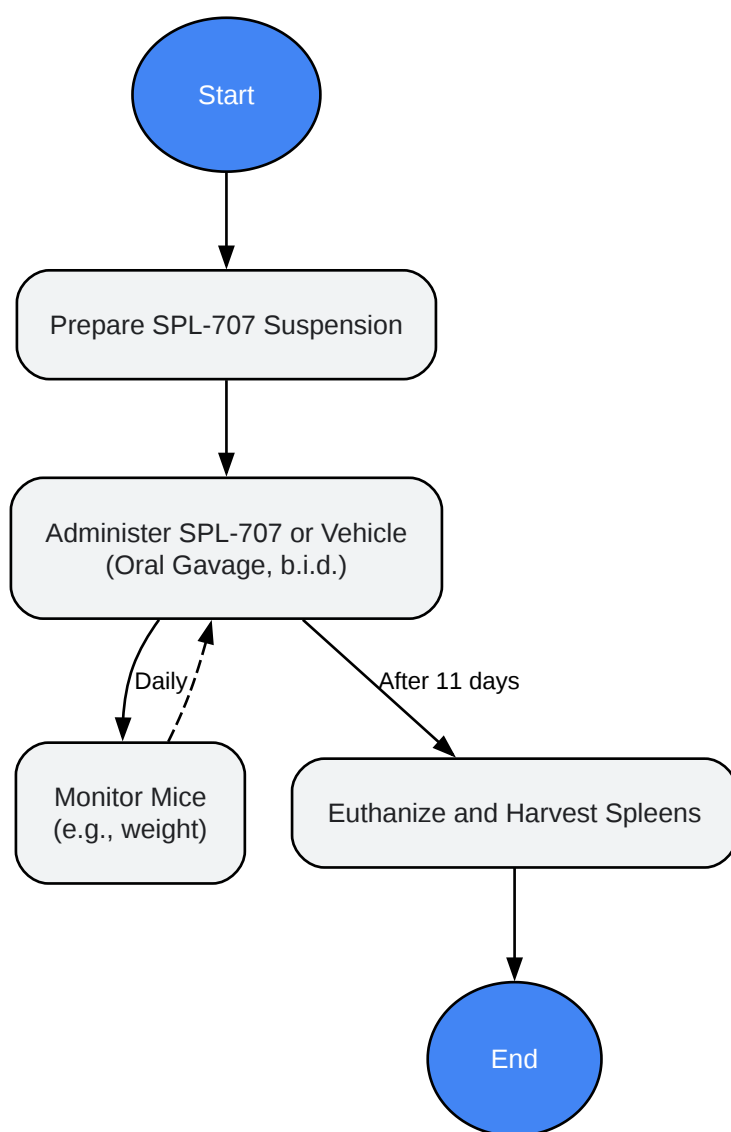 Start
Prepare SPL-707 Suspension
Administer SPL-707 or Vehicle
(Oral Gavage, b.i.d.)
Daily
After 11 days
Monitor Mice
(e.g., weight)
Euthanize and Harvest Spleens
End